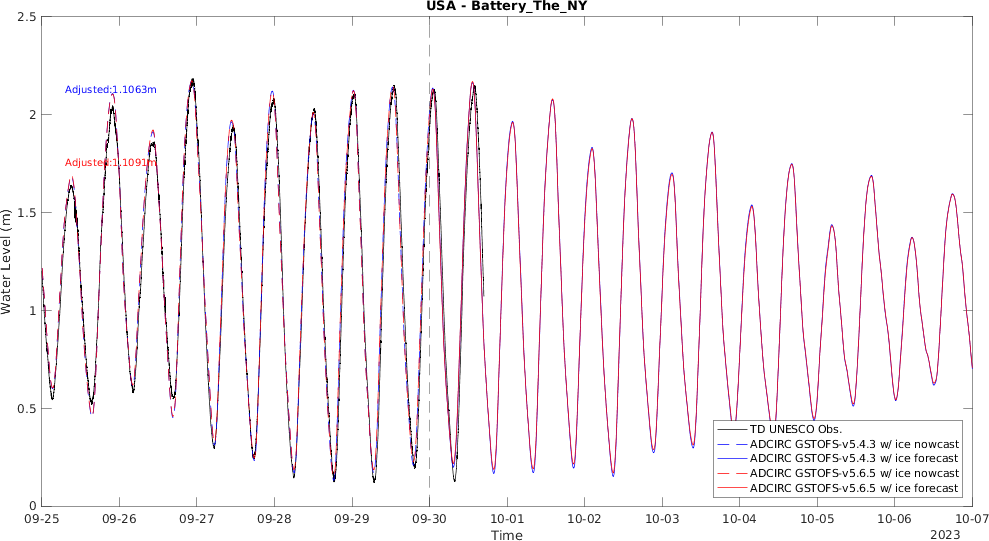 USA - Battery_The_NY
2.5
2
1.5
1
0.5
0
Water Level (m)
Adjusted:1.1063m
Adjusted:1.1091m
TD UNESCO Obs.
ADCIRC GSTOFS-v5.4.3 w/ ice nowcast
ADCIRC GSTOFS-v5.4.3 w/ ice forecast
ADCIRC GSTOFS-v5.6.5 w/ ice nowcast
ADCIRC GSTOFS-v5.6.5 w/ ice forecast
09-25 09-26 09-27 09-28 09-29 09-30 10-01 10-02 10-03 10-04 10-05 10-06 10-07
Time
2023